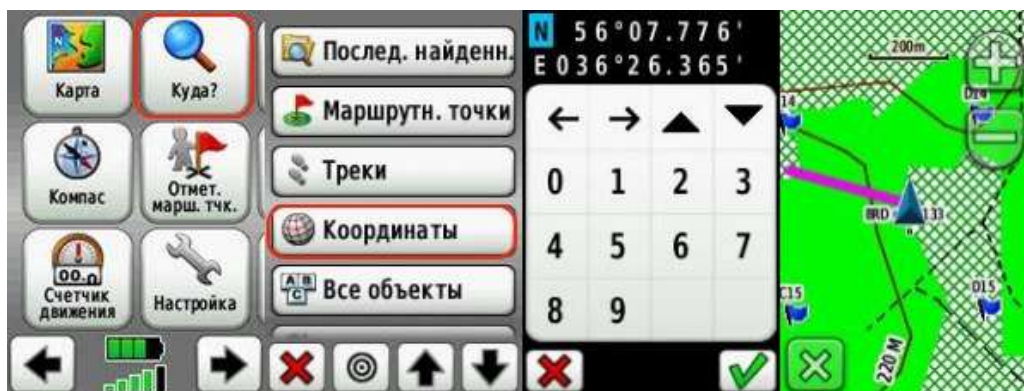 Карта
Куда?
Компас
Отмет.
марш. тчк.
00.0
Счетчик
движения
Настройка
Послед. найденн.
Маршрутн. точки
Треки
Координаты
A B
C
Все объекты
N 56°07.776'
E 036°26.365'
0 1 2 3
4 5 6 7
8 9
200m
14
D14
BRD
133
C15
D15
220 M